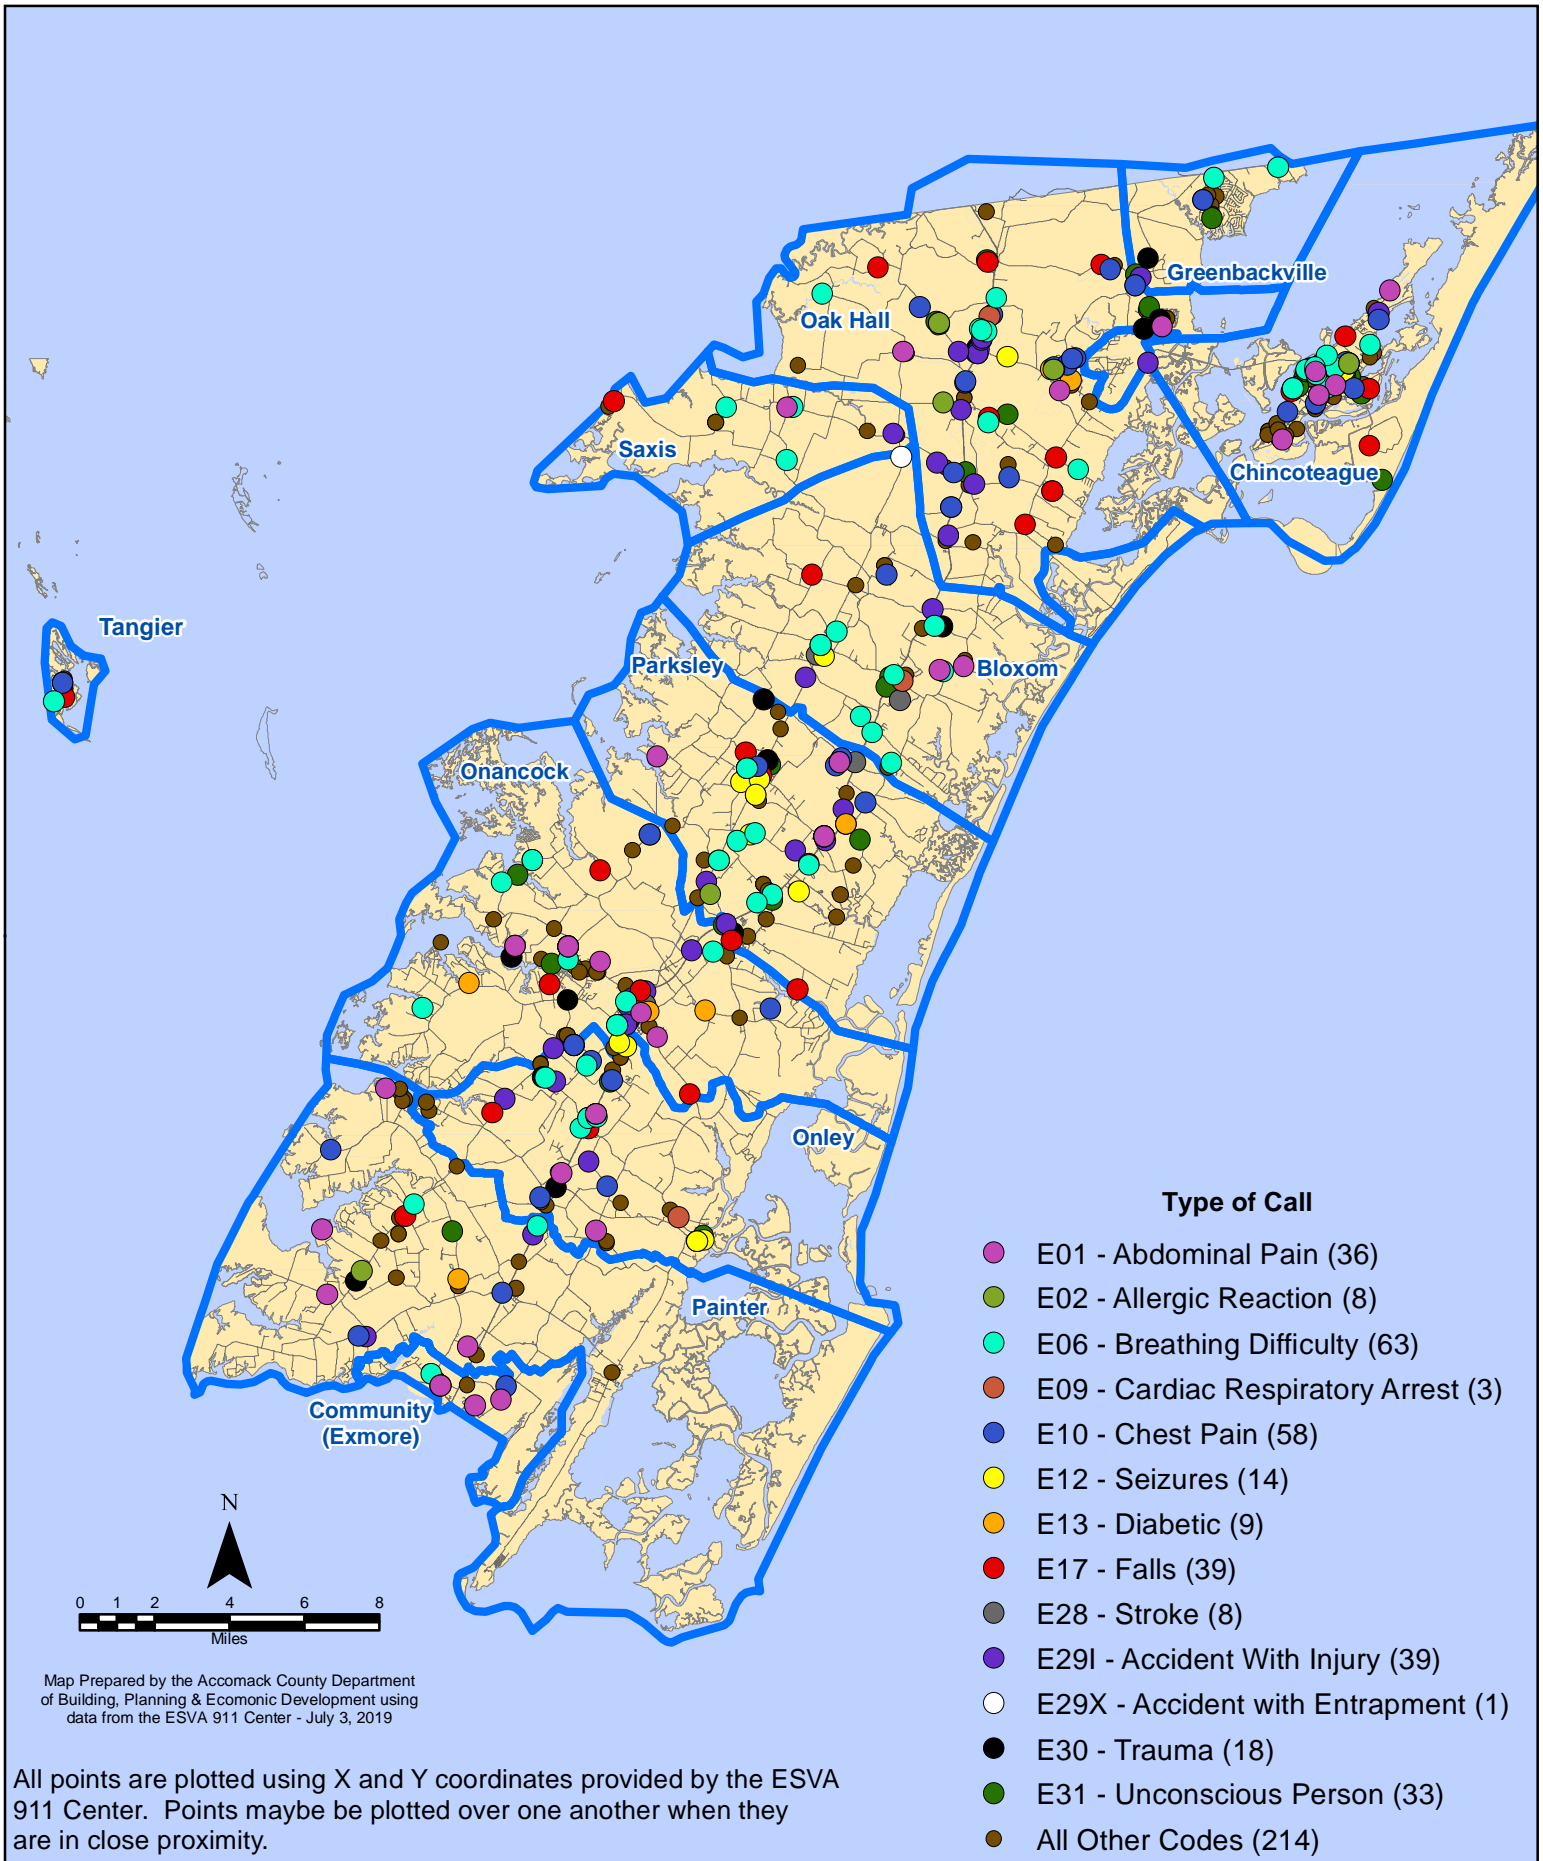 Greenbackville
Oak Hall
Saxis
Chincoteague
Tangier
Parksley
Bloxom
Onancock
Onley
Painter
Community
(Exmore)
Type of Call
E01 - Abdominal Pain (36)
E02 - Allergic Reaction (8)
E06 - Breathing Difficulty (63)
E09 - Cardiac Respiratory Arrest (3)
E10 - Chest Pain (58)
E12 - Seizures (14)
E13 - Diabetic (9)
E17 - Falls (39)
E28 - Stroke (8)
E29I - Accident With Injury (39)
E29X - Accident with Entrapment (1)
E30 - Trauma (18)
E31 - Unconscious Person (33)
All Other Codes (214)
N
0 1 2 4 6 8
Miles
Map Prepared by the Accomack County Department
of Building, Planning & Ecomonic Development using
data from the ESVA 911 Center - July 3, 2019
All points are plotted using X and Y coordinates provided by the ESVA
911 Center. Points maybe be plotted over one another when they
are in close proximity.